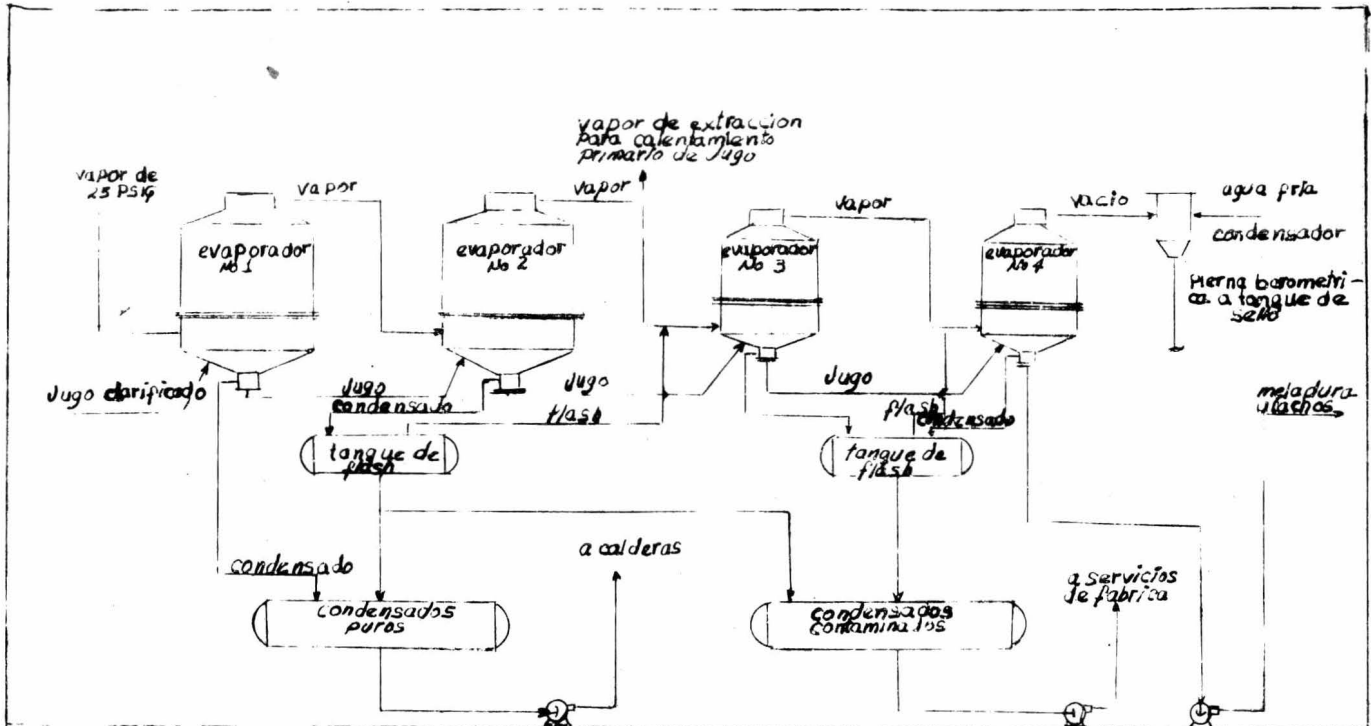 vapor de extraccion
para calentamiento
primario de Jugo
vapor de
25 PSIG
vapor
vapor
vapor
vacio
agua fria
condensador
evaporador
No 1
evaporador
No 2
evaporador
No 3
evaporador
No 4
Pierna barometri-
ca a tanque de
sello
Jugo clarificado
Jugo
condensado
Jugo
flash
Jugo
flash
condensado
meladura
tanque de
flash
tanque de
flash
condensado
a calderas
a servicios
de fabrica
condensados
puros
condensados
contaminados